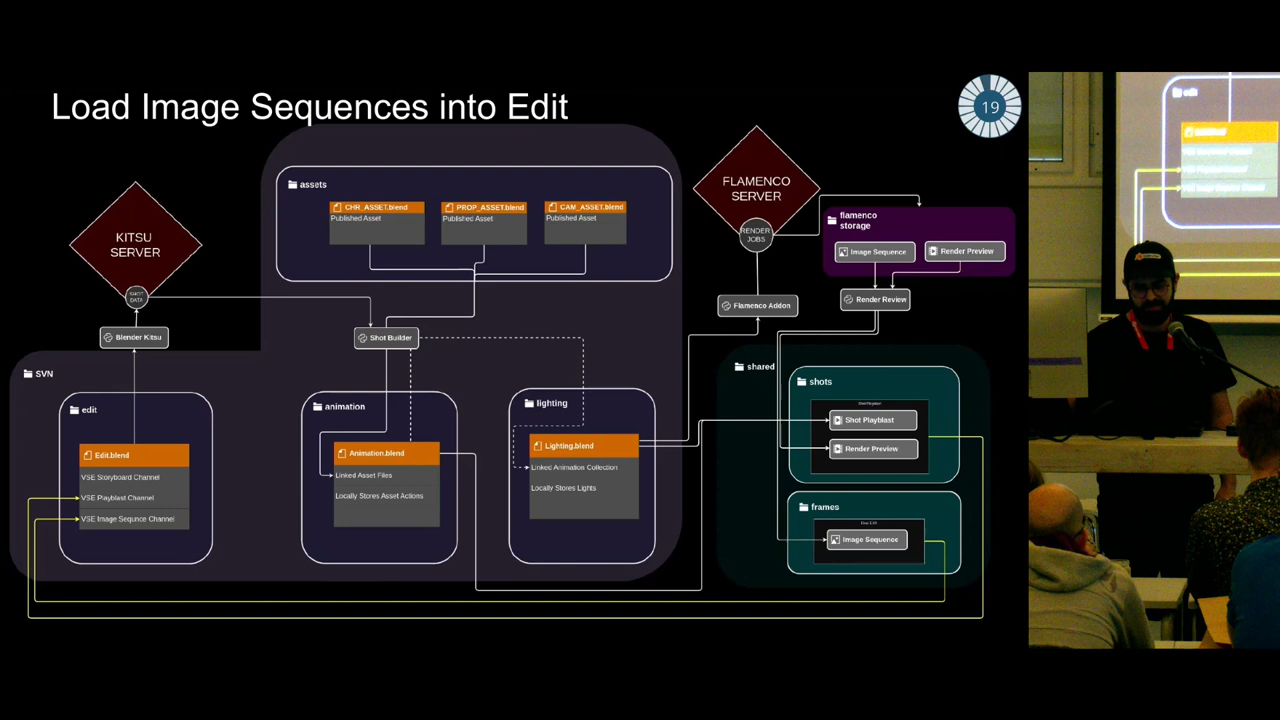 Load Image Sequences into Edit
19
KITSU
SERVER
SHOT
DATA
Blender Kitsu
SVN
edit
Edit.blend
VSE Storyboard Channel
VSE Playblast Channel
VSE Image Sequnce Channel
assets
CHR_ASSET.blend
Published Asset
PROP_ASSET.blend
Published Asset
CAM_ASSET.blend
Published Asset
Shot Builder
animation
Animation.blend
Linked Asset Files
Locally Stores Asset Actions
lighting
Lighting.blend
Linked Animation Collection
Locally Stores Lights
FLAMENCO
SERVER
RENDER
JOBS
Flamenco Addon
flamenco
storage
Image Sequence
Render Preview
Render Review
shared
shots
Shot Playblast
Render Preview
frames
Image Sequence
edit